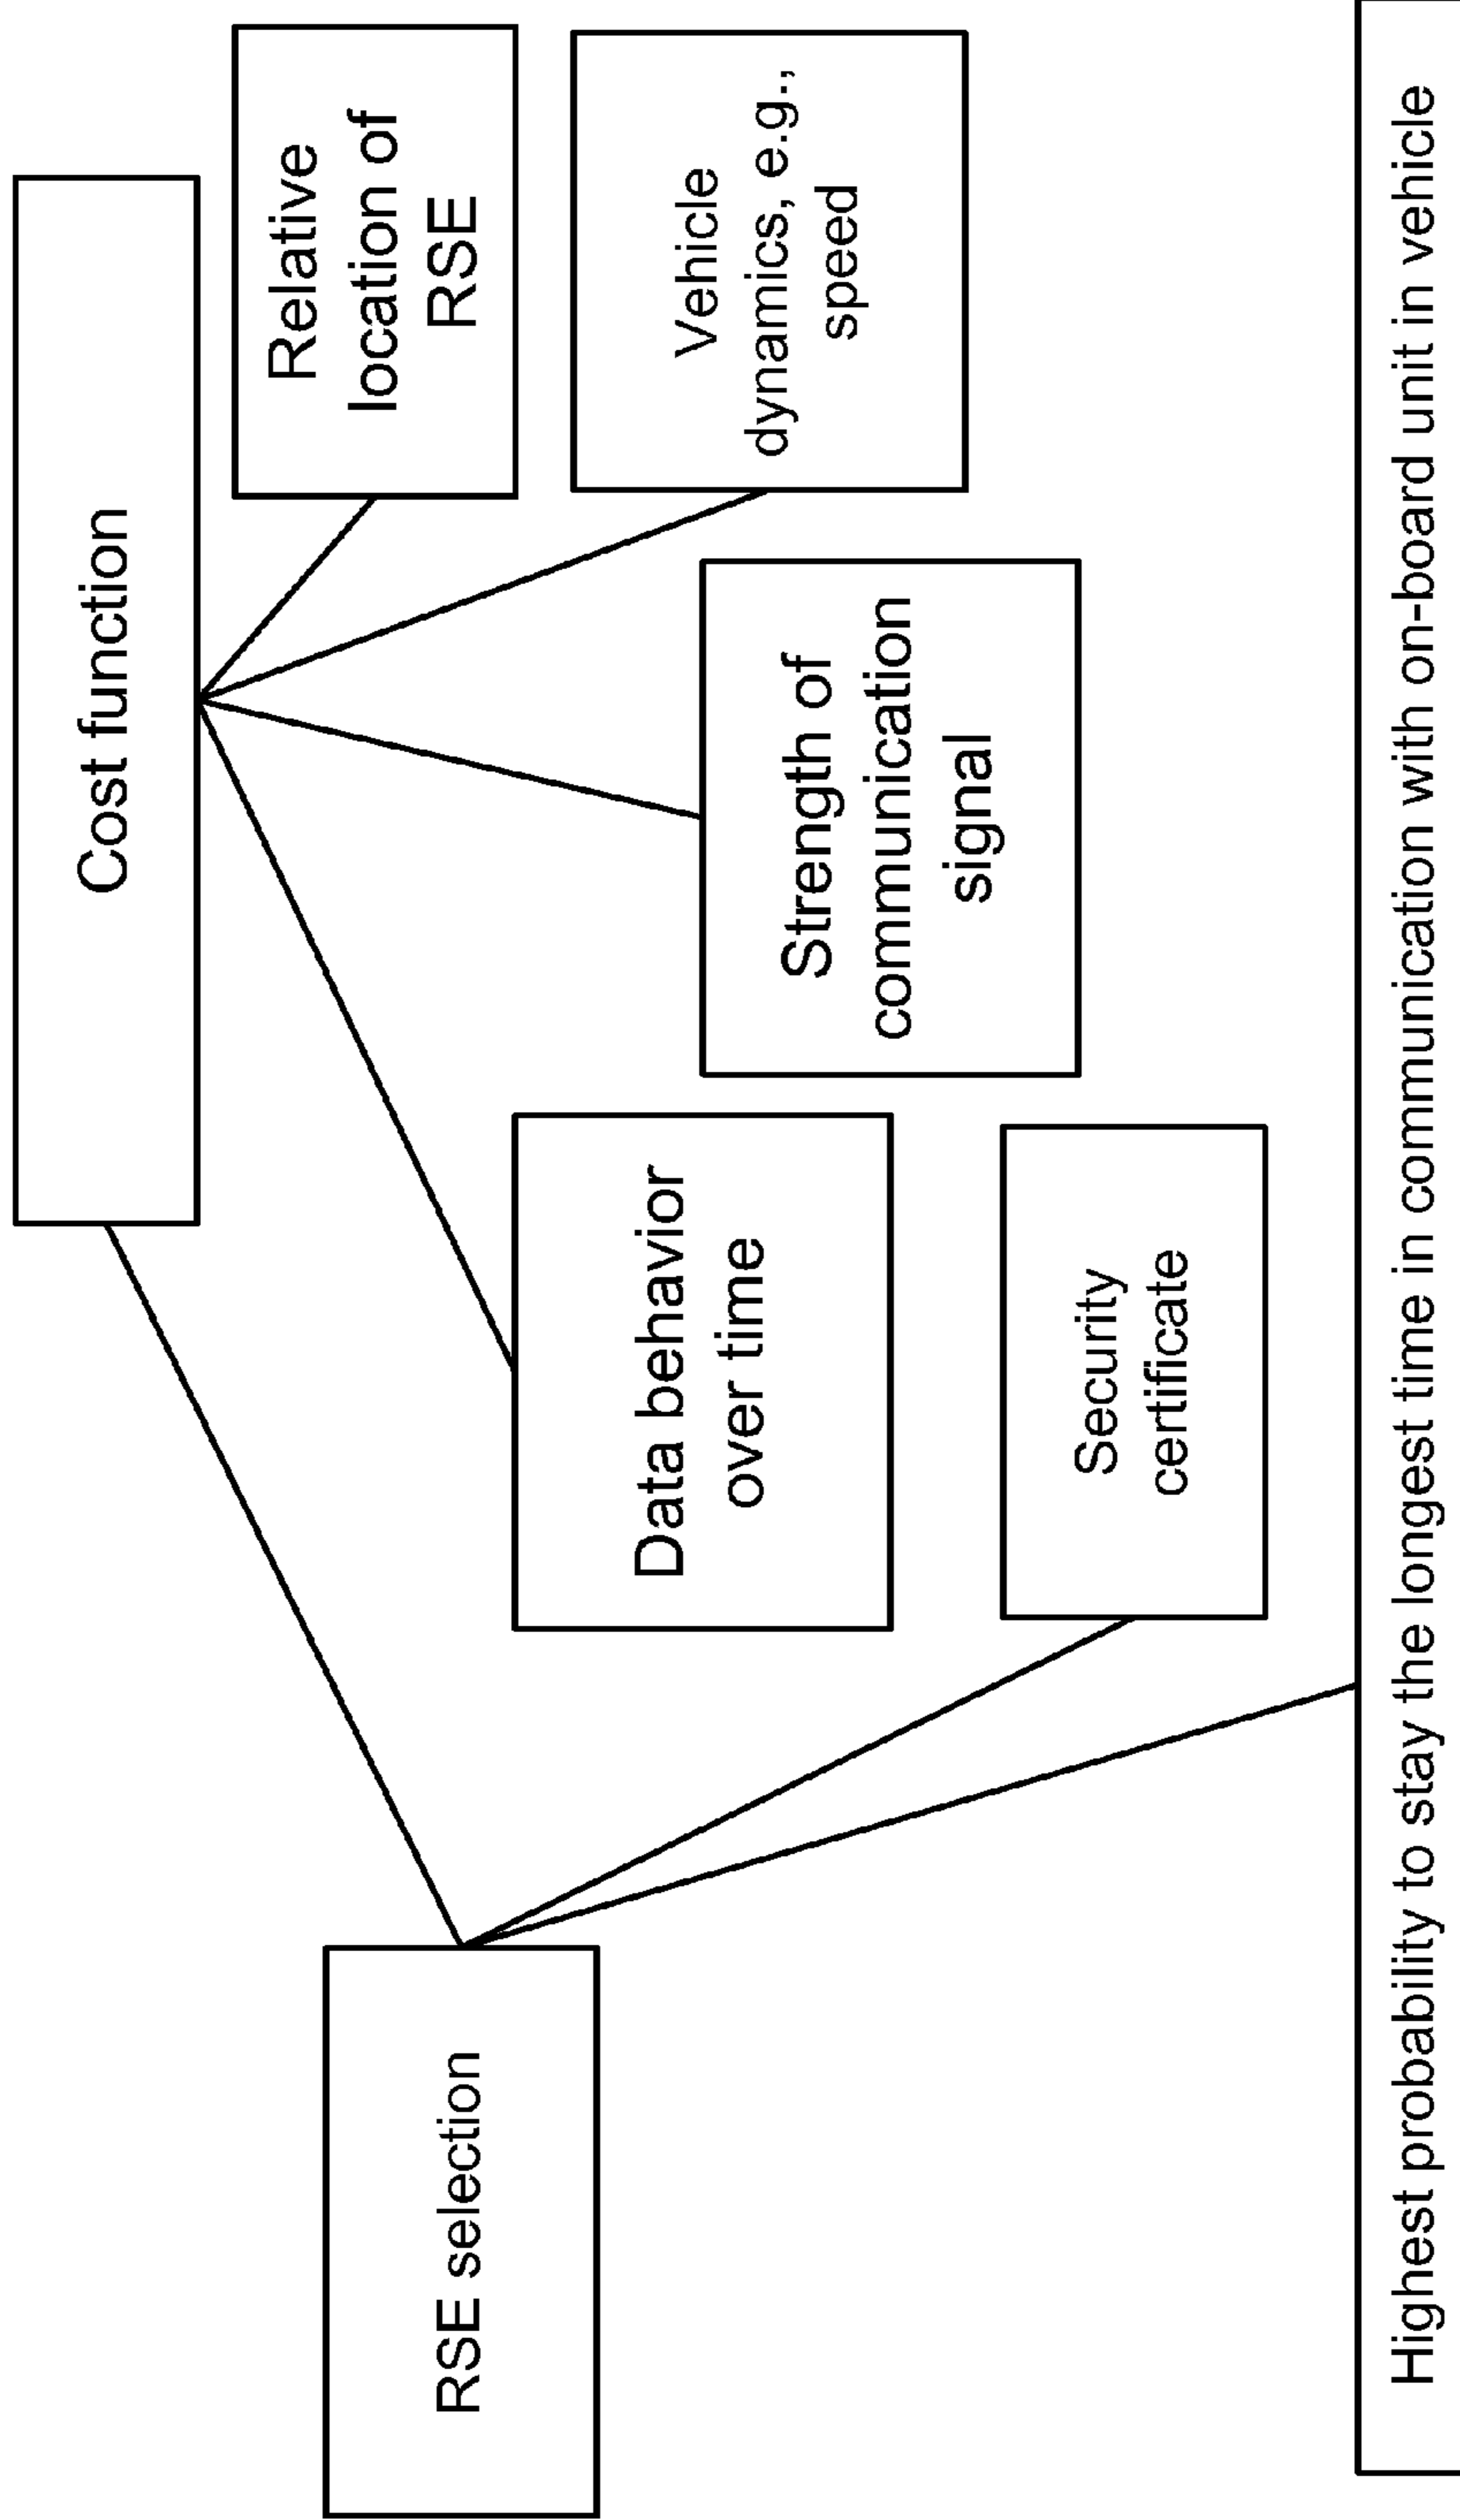 Cost function
Relative
location of
RSE
Vehicle
dynamics, e.g.,
speed
Strength of
communication
signal
Data behavior
over time
Security
certificate
RSE selection
Highest probability to stay the longest time in communication with on-board unit in vehicle